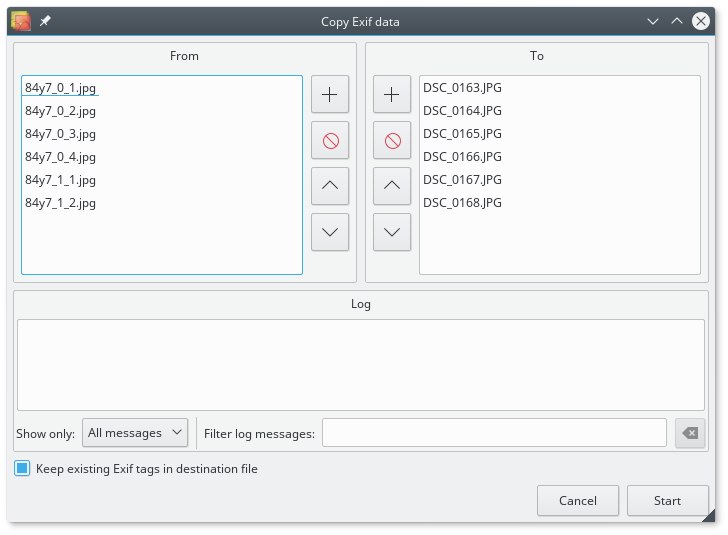 Copy Exif data
From
To
84y7_0_1.jpg
84y7_0_2.jpg
84y7_0_3.jpg
84y7_0_4.jpg
84y7_1_1.jpg
84y7_1_2.jpg
DSC_0163.JPG
DSC_0164.JPG
DSC_0165.JPG
DSC_0166.JPG
DSC_0167.JPG
DSC_0168.JPG
Log
Show only: All messages Filter log messages:
Keep existing Exif tags in destination file
Cancel Start